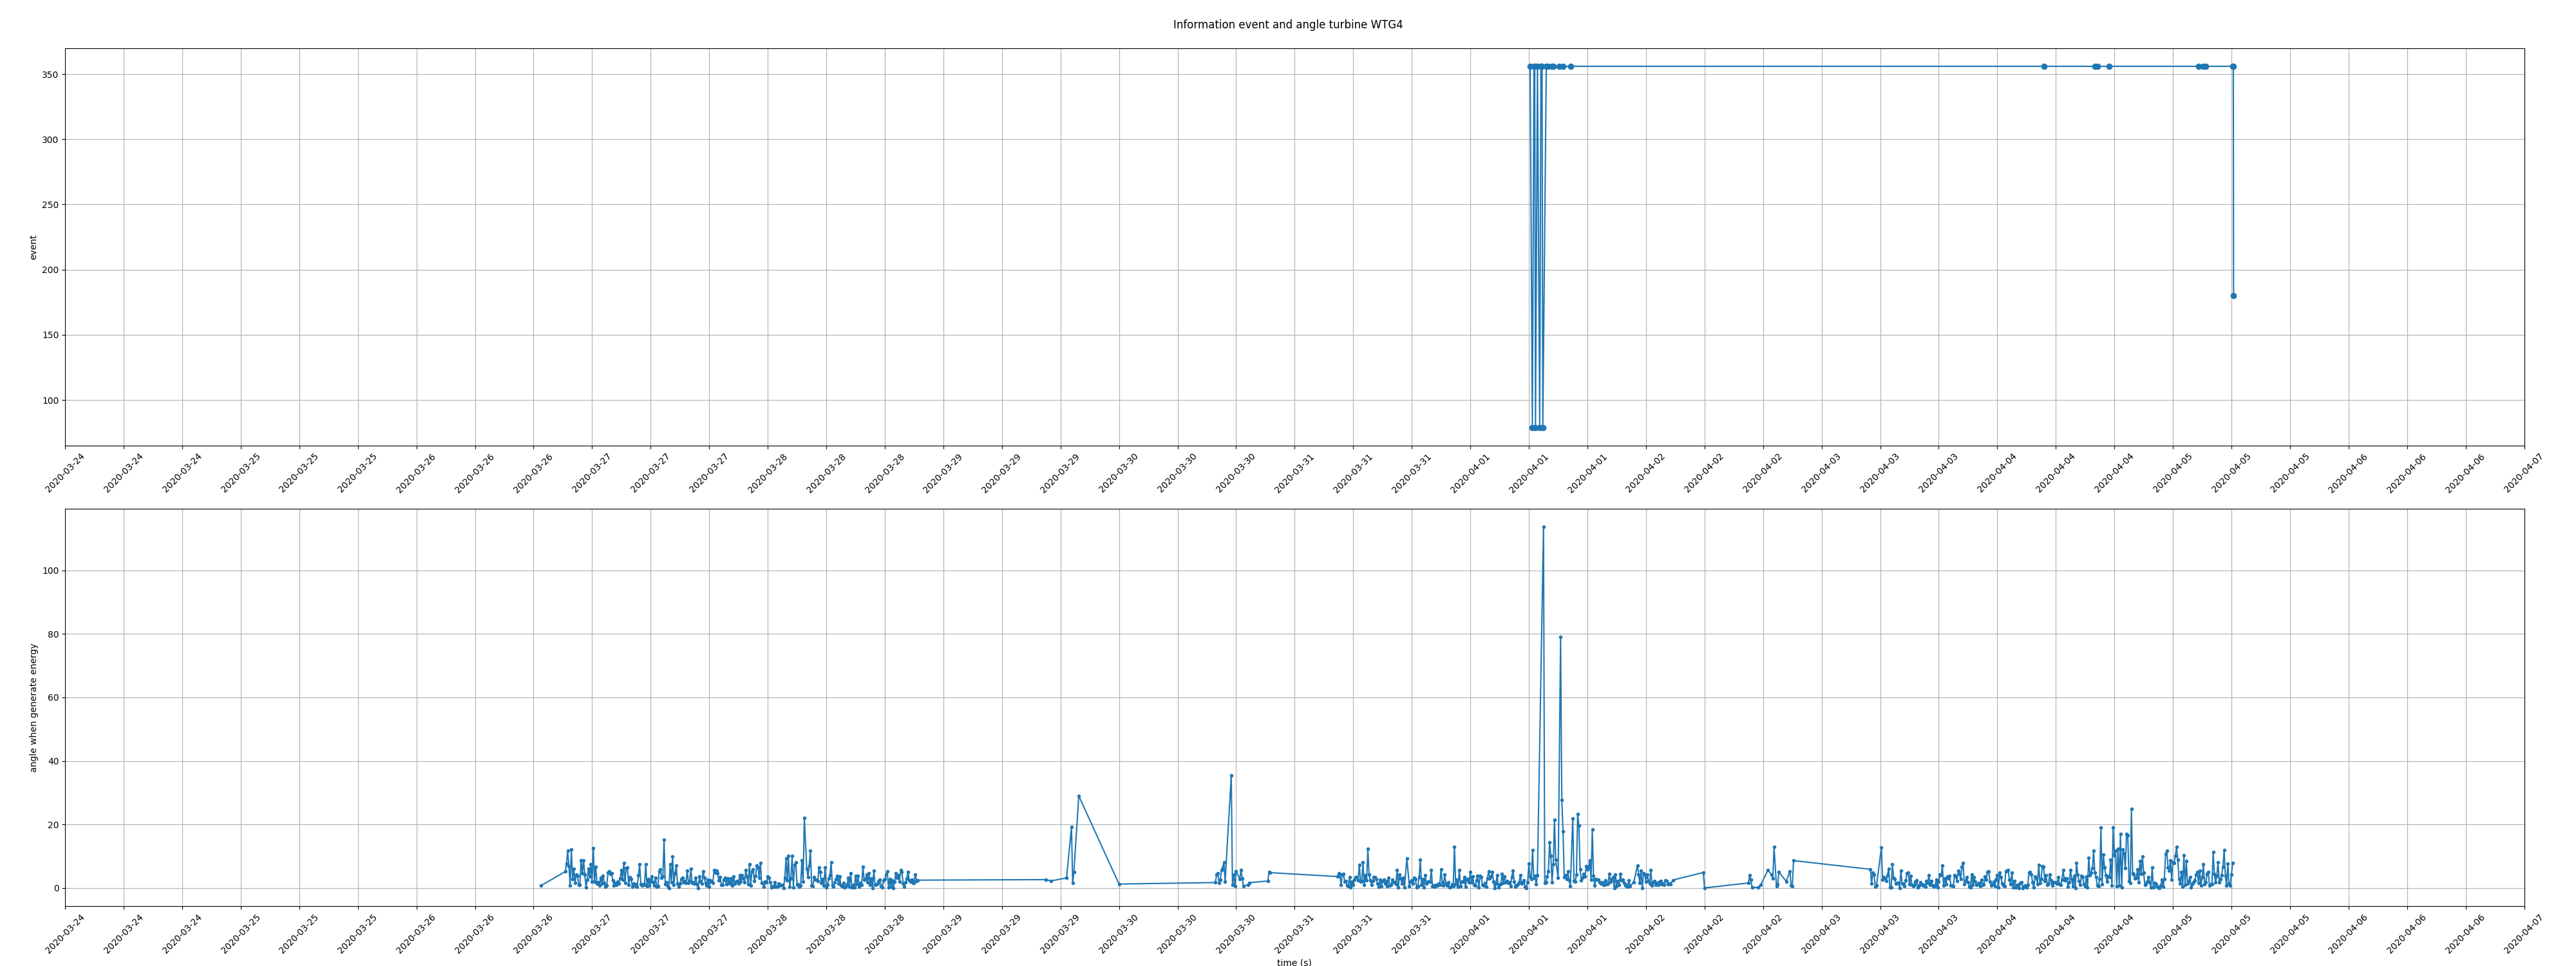 Information event and angle turbine WTG4
350
300
250
200
150
100
event
2020-03-24 2020-03-24 2020-03-24 2020-03-25 2020-03-25 2020-03-25 2020-03-26 2020-03-26 2020-03-26 2020-03-27 2020-03-27 2020-03-27 2020-03-28 2020-03-28 2020-03-28 2020-03-29 2020-03-29 2020-03-29 2020-03-30 2020-03-30 2020-03-30 2020-03-31 2020-03-31 2020-03-31 2020-04-01 2020-04-01 2020-04-01 2020-04-02 2020-04-02 2020-04-02 2020-04-03 2020-04-03 2020-04-03 2020-04-04 2020-04-04 2020-04-04 2020-04-05 2020-04-05 2020-04-05 2020-04-06 2020-04-06 2020-04-06 2020-04-07
100
80
60
40
20
0
angle when generate energy
2020-03-24 2020-03-24 2020-03-24 2020-03-25 2020-03-25 2020-03-25 2020-03-26 2020-03-26 2020-03-26 2020-03-27 2020-03-27 2020-03-27 2020-03-28 2020-03-28 2020-03-28 2020-03-29 2020-03-29 2020-03-29 2020-03-30 2020-03-30 2020-03-30 2020-03-31 2020-03-31 2020-03-31 2020-04-01 2020-04-01 2020-04-01 2020-04-02 2020-04-02 2020-04-02 2020-04-03 2020-04-03 2020-04-03 2020-04-04 2020-04-04 2020-04-04 2020-04-05 2020-04-05 2020-04-05 2020-04-06 2020-04-06 2020-04-06 2020-04-07
time (s)